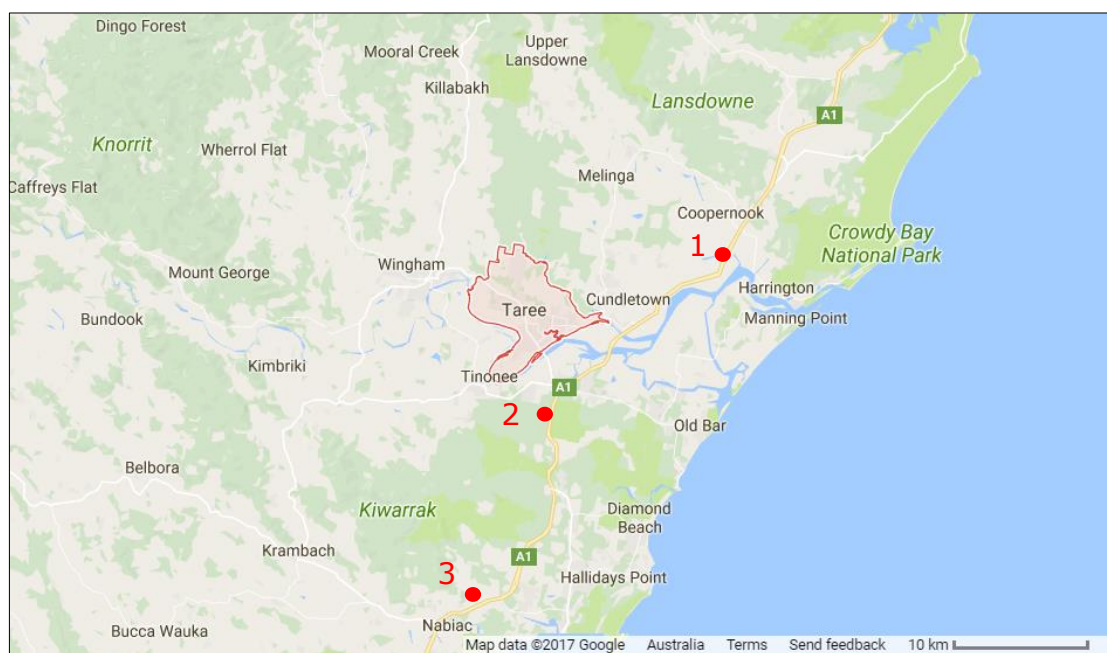 Dingo Forest
Mooral Creek
Upper
Lansdowne
Killabakh
Lansdowne
A1
Knorrit
Wherrol Flat
Caffreys Flat
Melinga
Coopernook
Crowdy Bay
National Park
1
Wingham
Mount George
Harrington
Cundletown
Taree
Manning Point
Bundook
Kimbriki
Tinonee
A1
2
Old Bar
Belbora
Kiwarrak
Diamond
Beach
Krambach
A1
3
Hallidays Point
Nabiac
Bucca Wauka
Map data ©2017 Google Australia Terms Send feedback 10 km